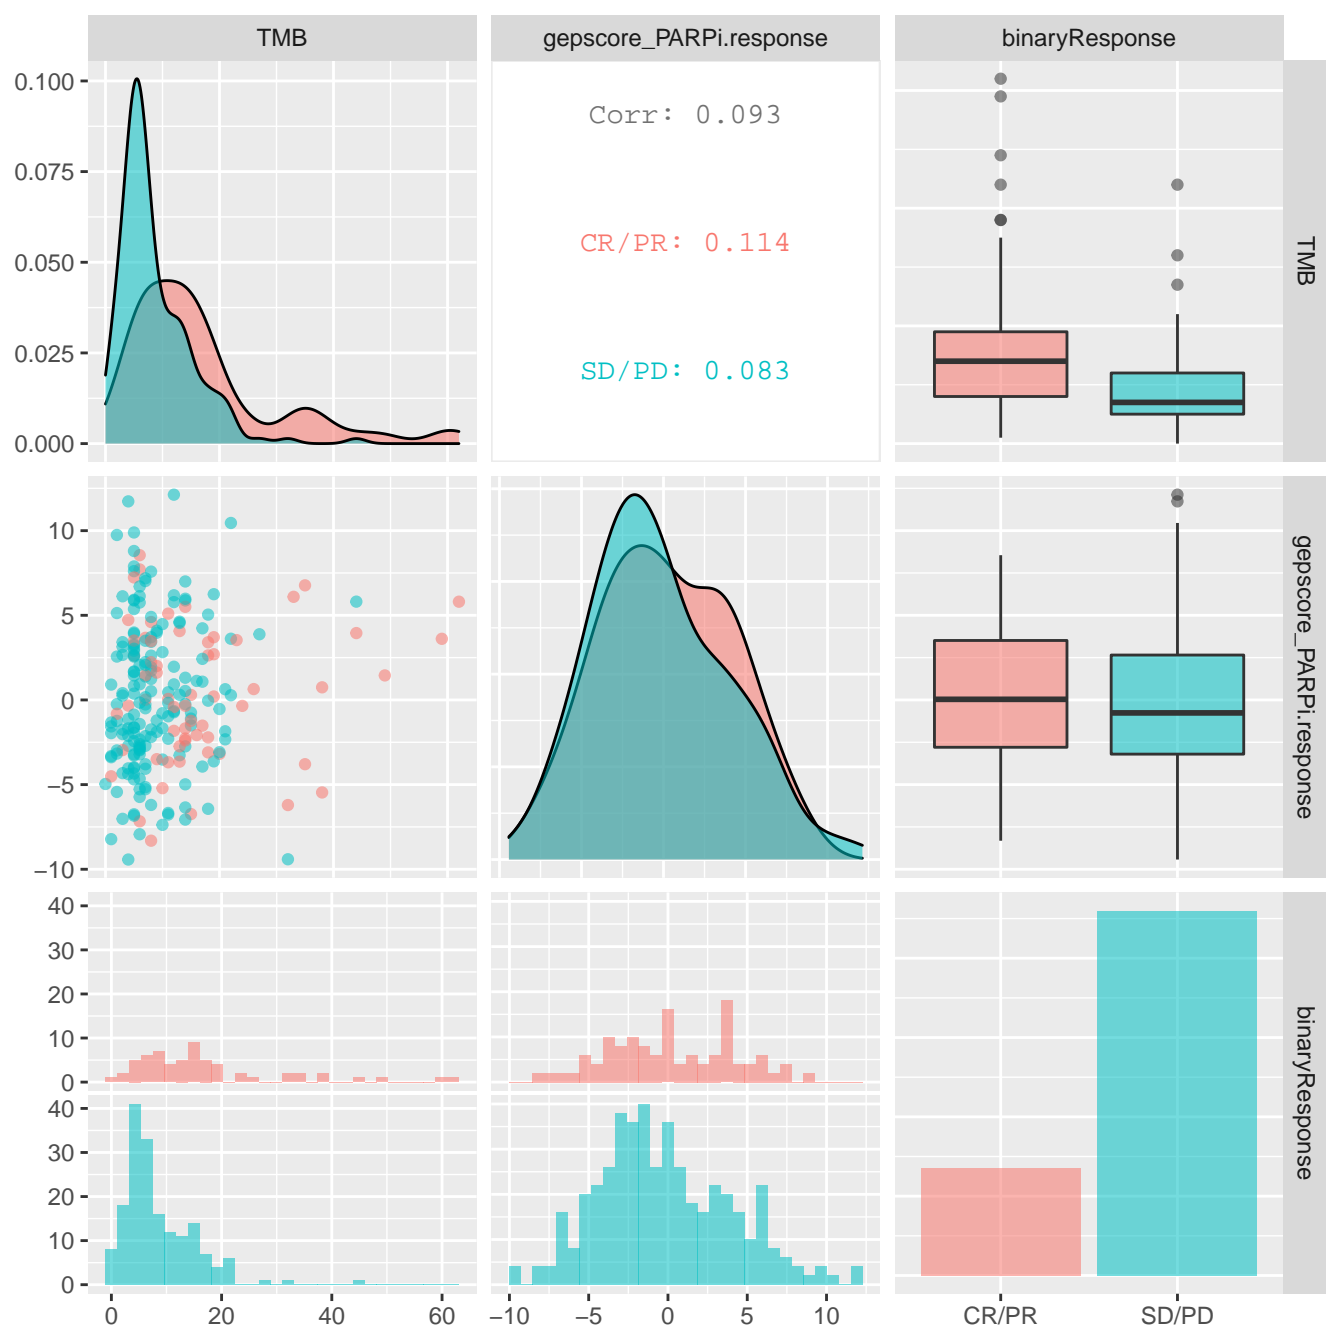 TMB
gepscore_PARPi.response
binaryResponse
0.100
0.075
0.050
0.025
0.000
Corr: 0.093
CR/PR: 0.114
SD/PD: 0.083
TMB
10
5
0
−5
−10
gepscore_PARPi.response
40
30
20
10
0
40
30
20
10
0
binaryResponse
0 20 40 60
−10 −5 0 5 10
CR/PR SD/PD